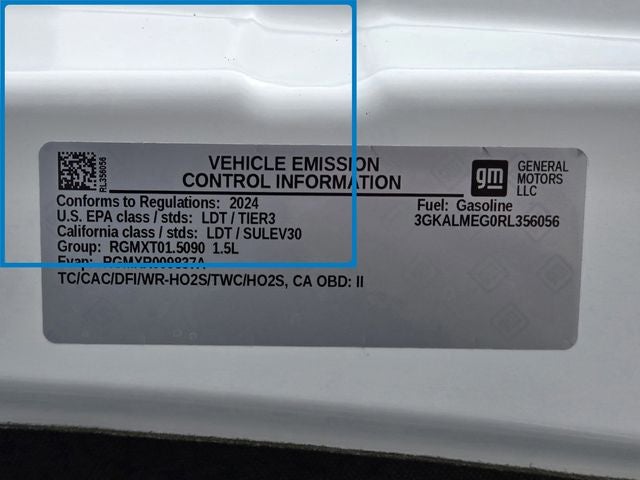 RL356056
VEHICLE EMISSION
CONTROL INFORMATION
gm
GENERAL
MOTORS
LLC
Conforms to Regulations: 2024
U.S. EPA class / stds: LDT / TIER3
California class / stds: LDT / SULEV30
Group: RGMXT01.5090 1.5L
Evap:
Fuel: Gasoline
3GKALMEG0RL356056
TC/CAC/DFI/WR-HO2S/TWC/HO2S, CA OBD: II